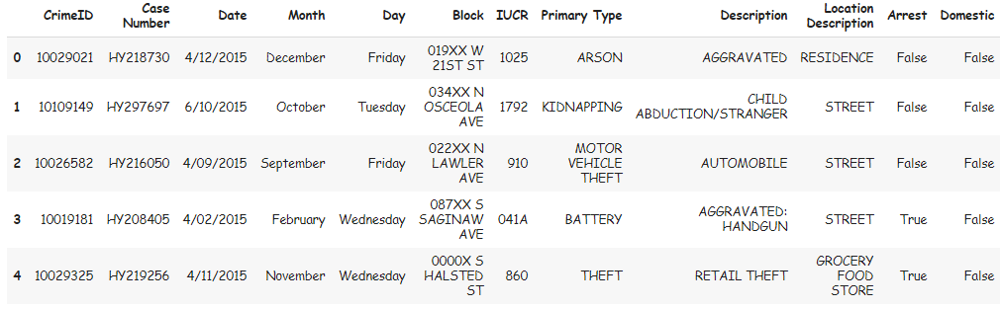 CrimeID Case Number Date Month Day Block IUCR Primary Type Description Location Description Arrest Domestic
0 10029021 HY218730 4/12/2015 December Friday 019XX W 21ST ST 1025 ARSON AGGRAVATED RESIDENCE False False
1 10109149 HY297697 6/10/2015 October Tuesday 034XX N OSCEOLA AVE 1792 KIDNAPPING CHILD ABDUCTION/STRANGER STREET False False
2 10026582 HY216050 4/09/2015 September Friday 022XX N LAWLER AVE 910 MOTOR VEHICLE THEFT AUTOMOBILE STREET False False
3 10019181 HY208405 4/02/2015 February Wednesday 087XX S SAGINAW AVE 041A BATTERY AGGRAVATED: HANDGUN STREET True False
4 10029325 HY219256 4/11/2015 November Wednesday 0000X S HALSTED ST 860 THEFT RETAIL THEFT GROCERY FOOD STORE True False